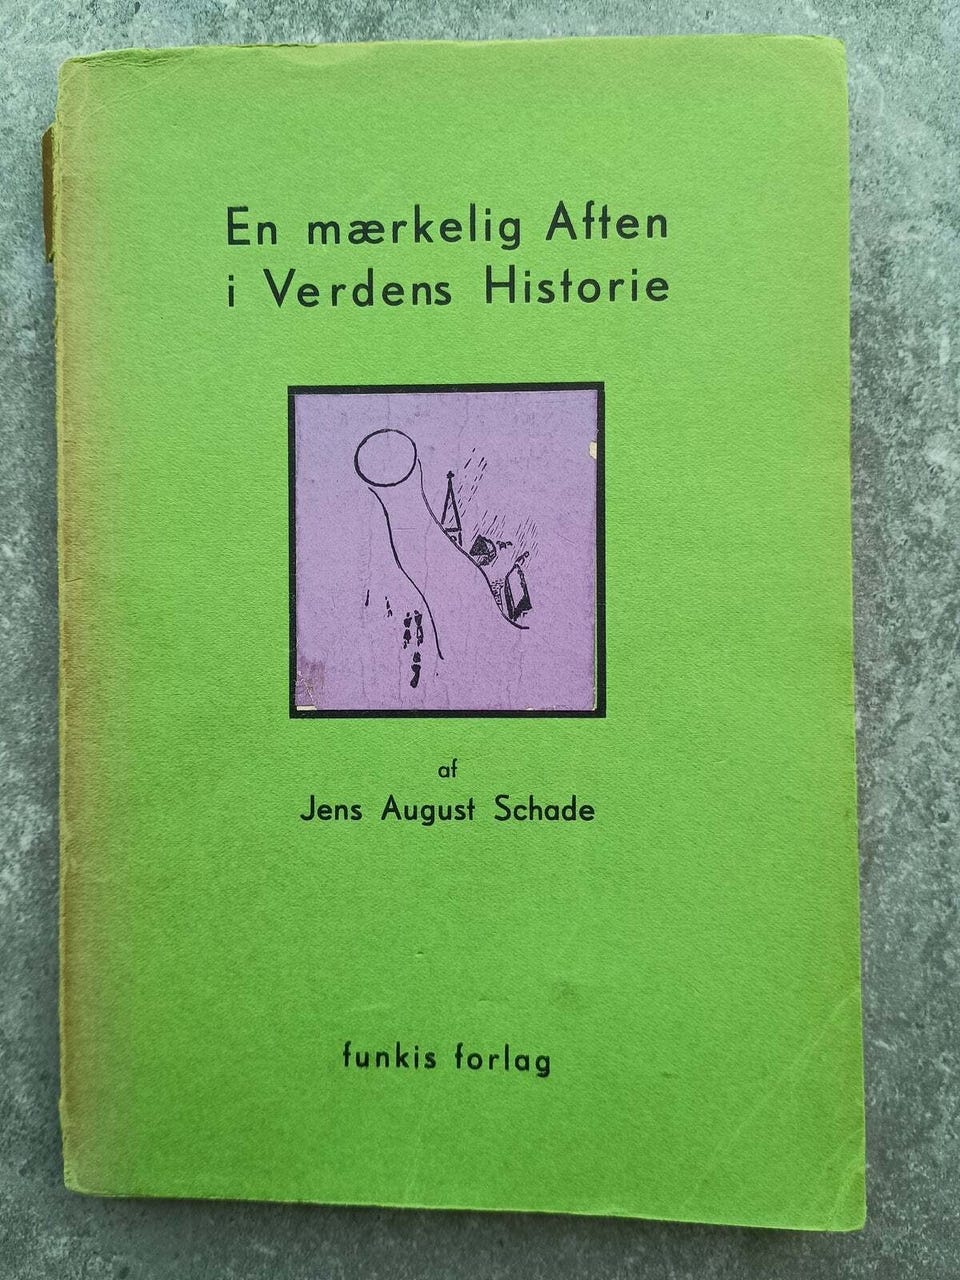 En mærkelig Aften
i Verdens Historie
af
Jens August Schade
funkis forlag